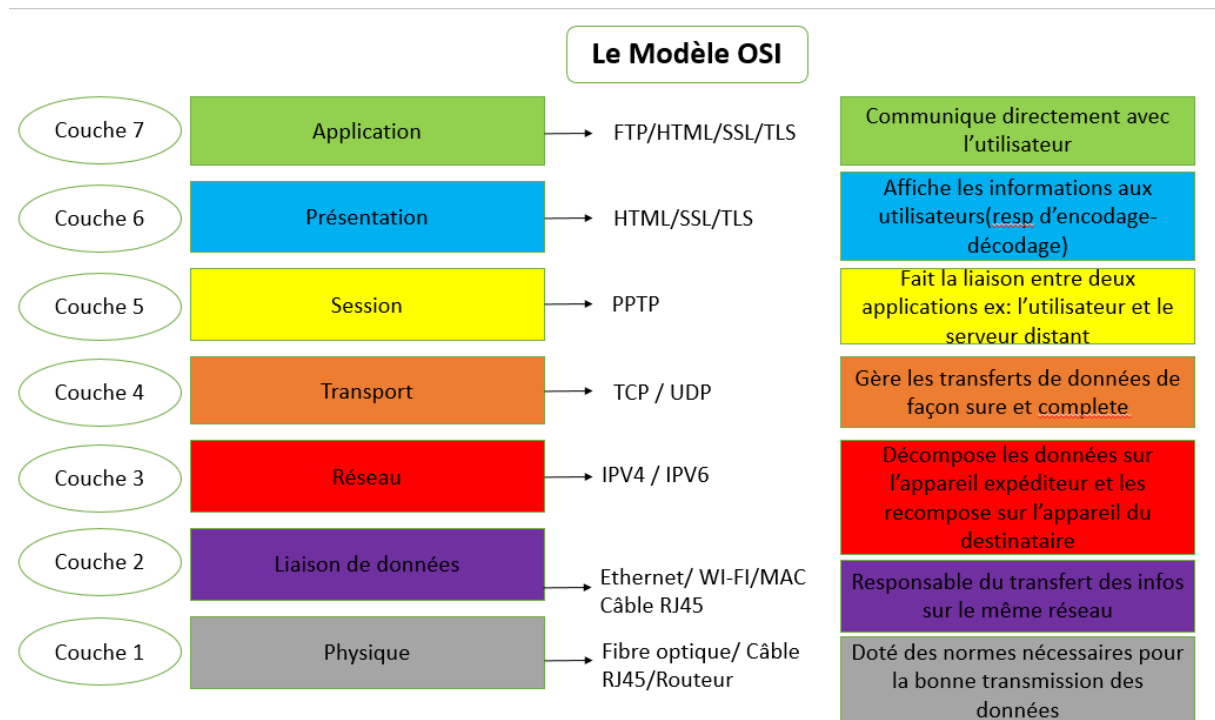 Le Modèle OSI
Couche 7
Application
FTP/HTML/SSL/TLS
Communique directement avec
l'utilisateur
Couche 6
Présentation
HTML/SSL/TLS
Affiche les informations aux
utilisateurs(resp d'encodage-
décodage)
Couche 5
Session
PPTP
Fait la liaison entre deux
applications ex: l'utilisateur et le
serveur distant
Couche 4
Transport
TCP / UDP
Gère les transferts de données de
façon sure et complete
Couche 3
Réseau
IPV4 / IPV6
Décompose les données sur
l'appareil expéditeur et les
recompose sur l'appareil du
destinataire
Couche 2
Liaison de données
Ethernet/ WI-FI/MAC
Câble RJ45
Responsable du transfert des infos
sur le même réseau
Couche 1
Physique
Fibre optique/ Câble
RJ45/Routeur
Doté des normes nécessaires pour
la bonne transmission des
données